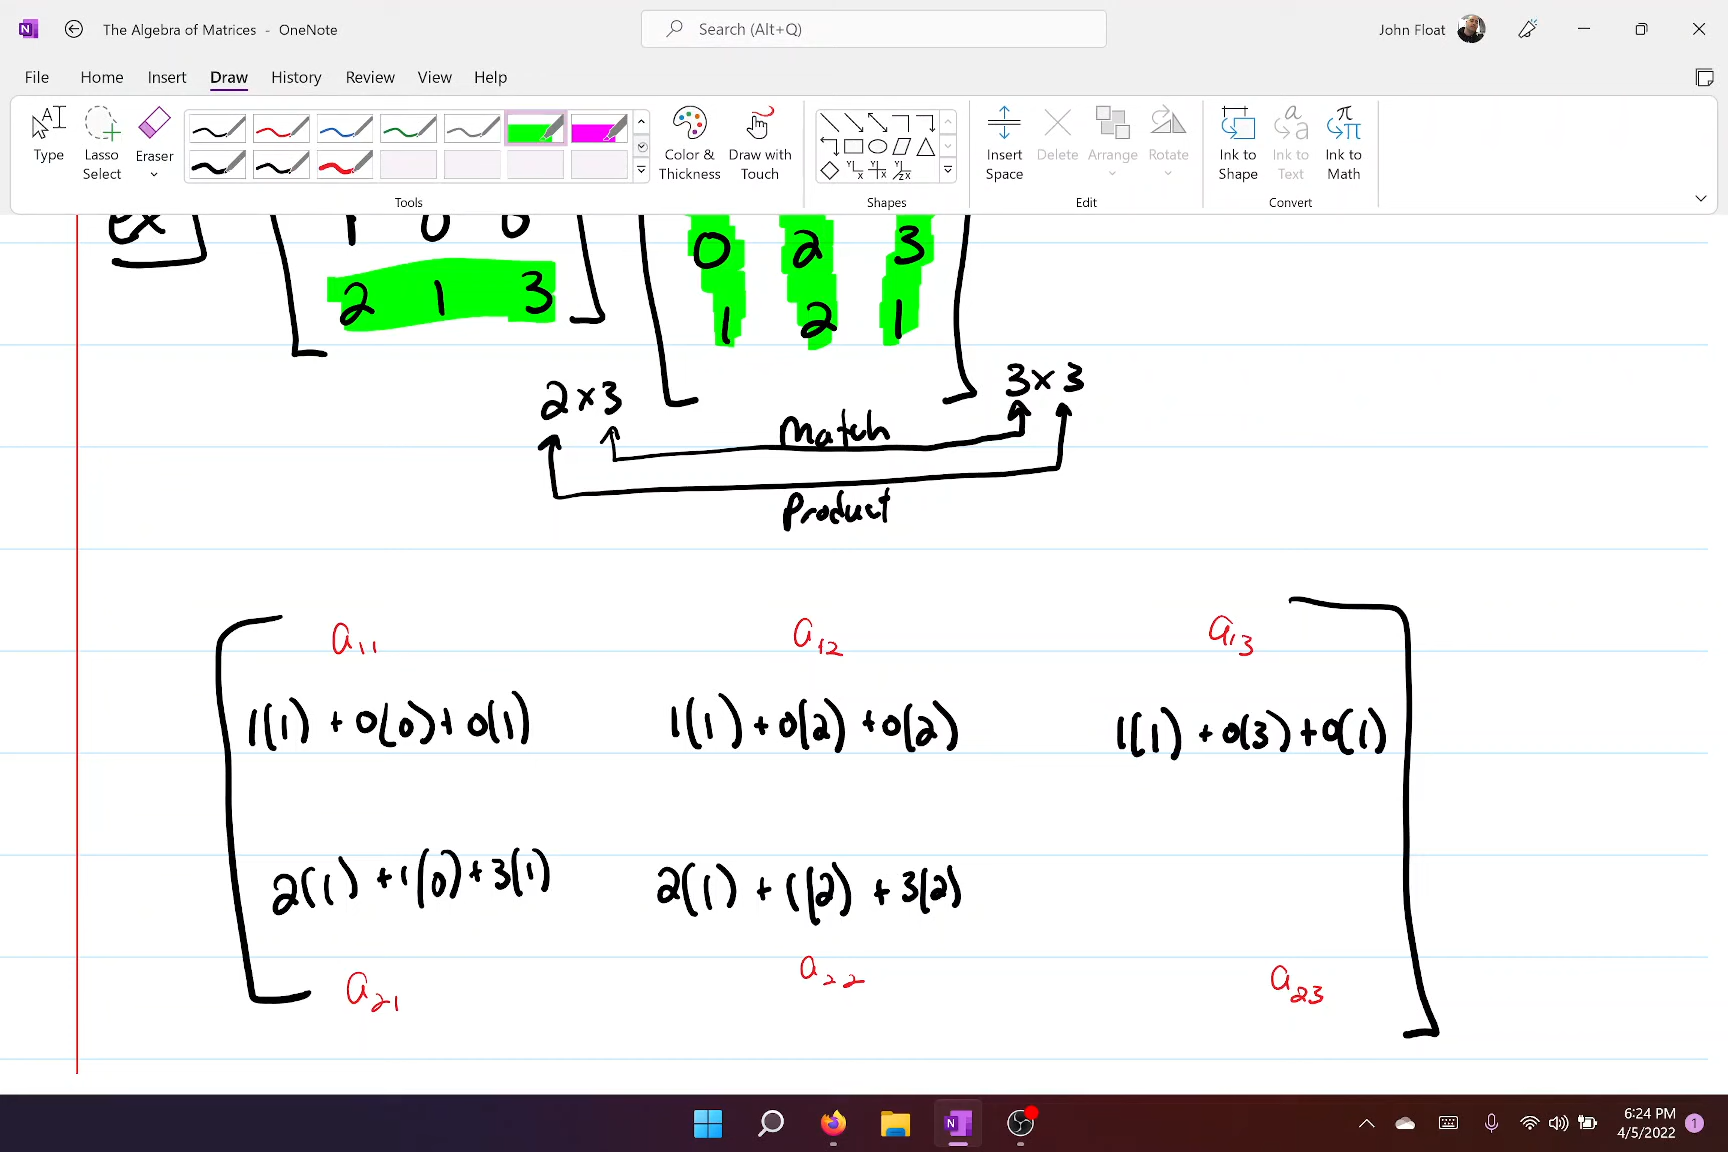 The Algebra of Matrices - OneNote
Search (Alt+Q)
John Float
File Home Insert Draw History Review View Help
Type
Lasso Select
Eraser
Color & Thickness
Draw with Touch
Insert Space
Delete
Arrange
Rotate
Ink to Shape
Ink to Text
Ink to Math
Tools Shapes Edit Convert
ex 1 0 0
0 2 3
2 1 3
1 2 1
2×3 3×3
Match
Product
a11 a12 a13
1(1) + 0(0) + 0(1) 1(1) + 0(2) + 0(2) 1(1) + 0(3) + 0(1)
2(1) + 1(0) + 3(1) 2(1) + 1(2) + 3(2)
a21 a22 a23
6:24 PM
4/5/2022
1